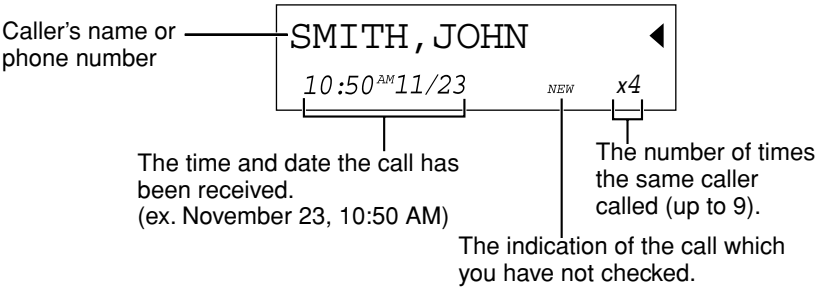 Caller's name or
phone number
SMITH,JOHN
10:50AM11/23
NEW
x4
The time and date the call has
been received.
(ex. November 23, 10:50 AM)
The number of times
the same caller
called (up to 9).
The indication of the call which
you have not checked.